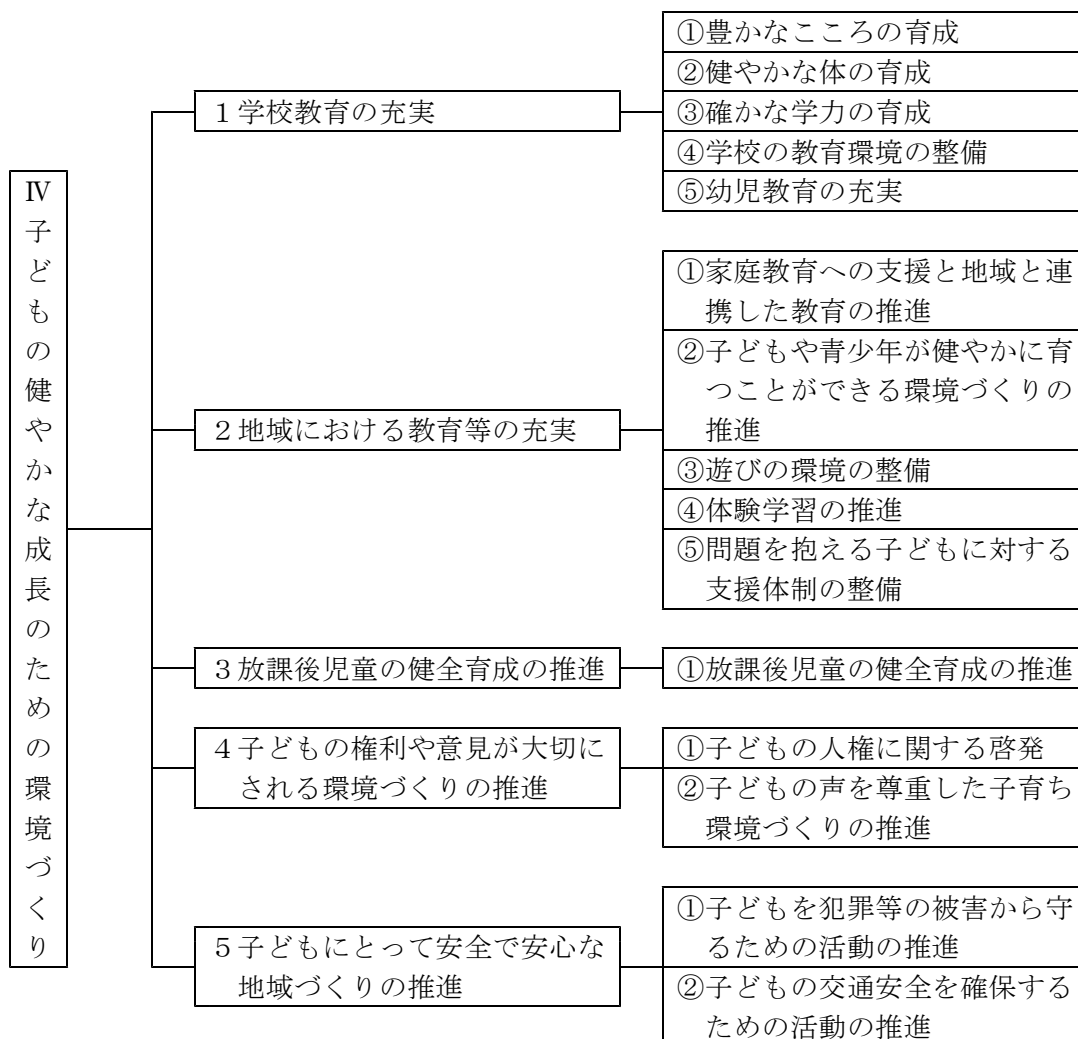 Ⅳ子どもの健やかな成長のための環境づくり
１学校教育の充実
①豊かなこころの育成
②健やかな体の育成
③確かな学力の育成
④学校の教育環境の整備
⑤幼児教育の充実
２地域における教育等の充実
①家庭教育への支援と地域と連
携した教育の推進
②子どもや青少年が健やかに育
つことができる環境づくりの
推進
③遊びの環境の整備
④体験学習の推進
⑤問題を抱える子どもに対する
支援体制の整備
３放課後児童の健全育成の推進
①放課後児童の健全育成の推進
４子どもの権利や意見が大切に
される環境づくりの推進
①子どもの人権に関する啓発
②子どもの声を尊重した子育ち
環境づくりの推進
５子どもにとって安全で安心な
地域づくりの推進
①子どもを犯罪等の被害から守
るための活動の推進
②子どもの交通安全を確保する
ための活動の推進